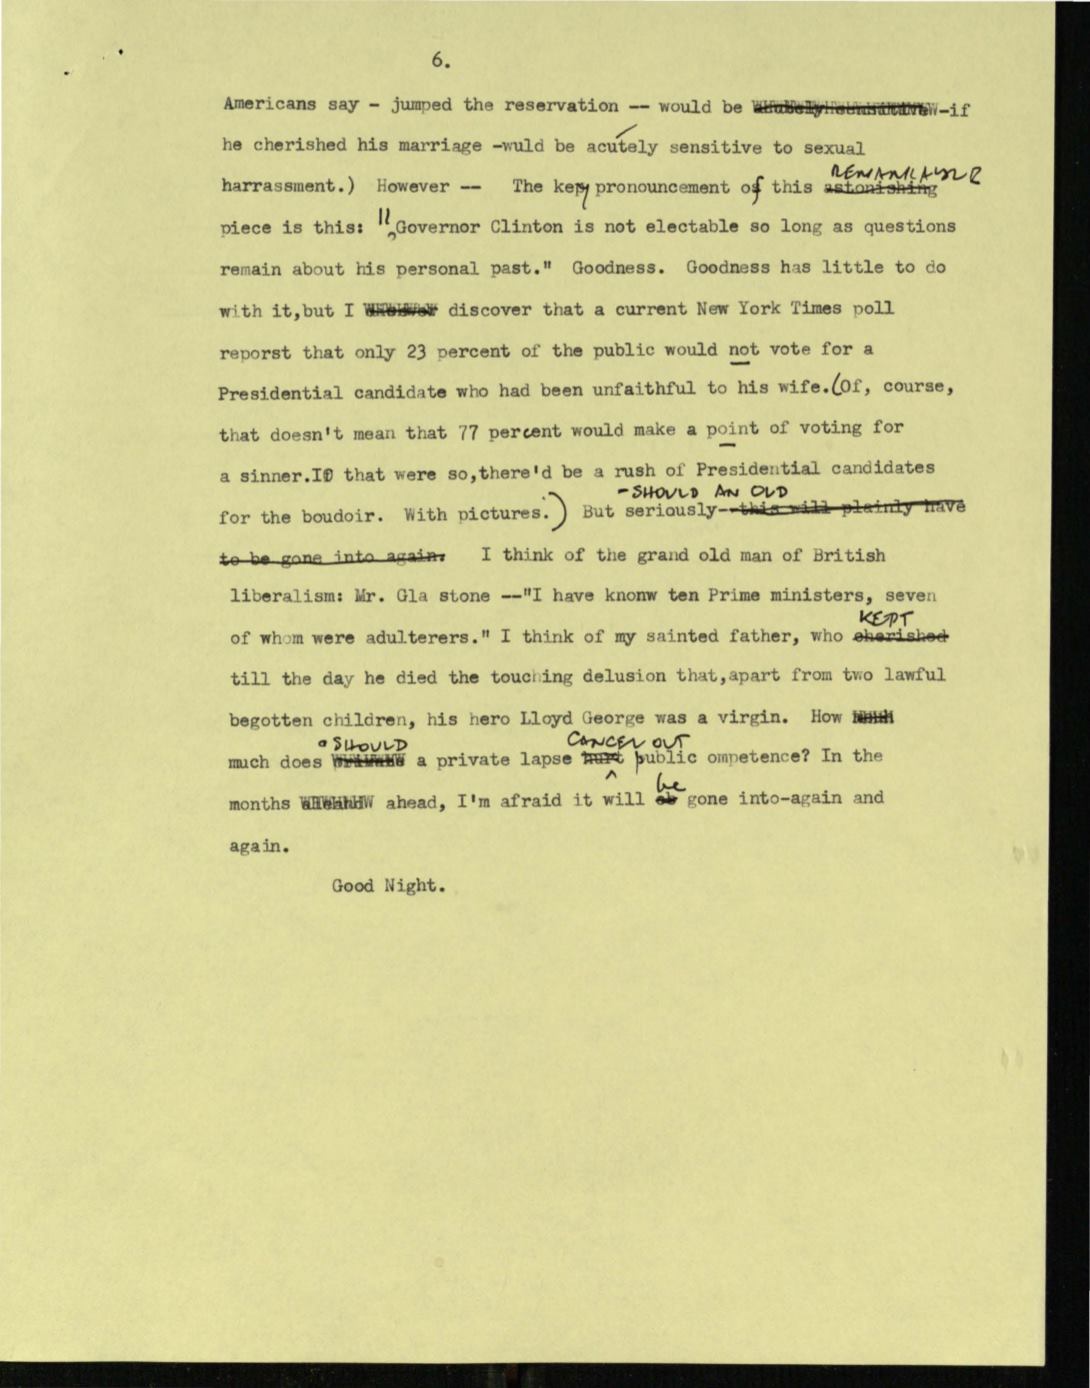 6.
Americans say - jumped the reservation -- would be -if
he cherished his marriage -wuld be acutely sensitive to sexual
REMARKABLE
harrassment.) However -- The key pronouncement of this astonishing
piece is this: "Governor Clinton is not electable so long as questions
remain about his personal past." Goodness. Goodness has little to do
with it,but I discover that a current New York Times poll
reporst that only 23 percent of the public would not vote for a
Presidential candidate who had been unfaithful to his wife.(Of, course,
that doesn't mean that 77 percent would make a point of voting for
a sinner.If that were so,there'd be a rush of Presidential candidates
- SHOULD AN OLD
for the boudoir. With pictures.) But seriously--this will plainly have
to be gone into again. I think of the grand old man of British
liberalism: Mr. Gla stone --"I have knonw ten Prime ministers, seven
KEPT
of whom were adulterers." I think of my sainted father, who cherished
till the day he died the touching delusion that,apart from two lawful
begotten children, his hero Lloyd George was a virgin. How
SHOULD CANCEL OUT
much does a private lapse hurt public ompetence? In the
be
months ahead, I'm afraid it will eb gone into-again and
again.
Good Night.